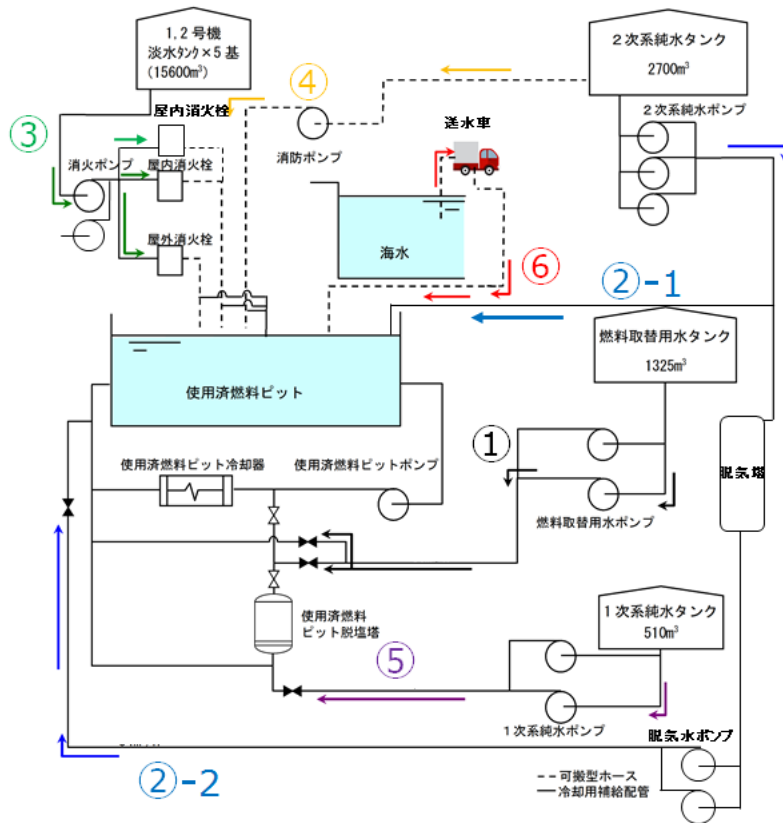 1,2号機
淡水タンク×5基
(15600m³)
2次系純水タンク
2700m³
④
屋内消火栓
③
送水車
2次系純水ポンプ
消防ポンプ
消火ポンプ
屋内消火栓
屋外消火栓
海水
⑥
②-1
燃料取替用水タンク
1325m³
使用済燃料ピット
①
脱気塔
使用済燃料ピット冷却器
使用済燃料ピットポンプ
燃料取替用水ポンプ
1次系純水タンク
510m³
使用済燃料
ピット脱塩塔
⑤
1次系純水ポンプ
脱気水ポンプ
②-2
可搬型ホース
冷却用補給配管